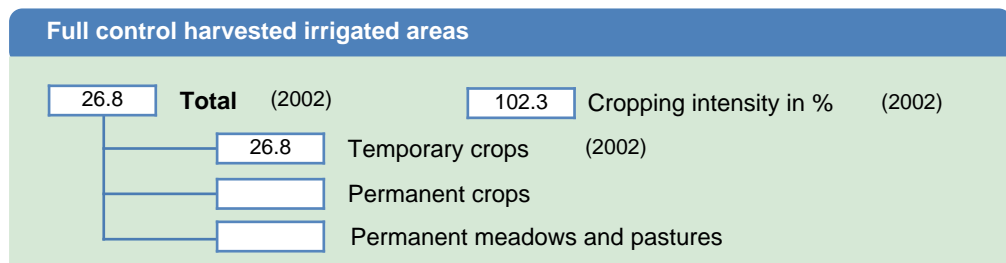 Full control harvested irrigated areas
26.8 Total (2002) 102.3 Cropping intensity in % (2002)
26.8 Temporary crops (2002)
Permanent crops
Permanent meadows and pastures